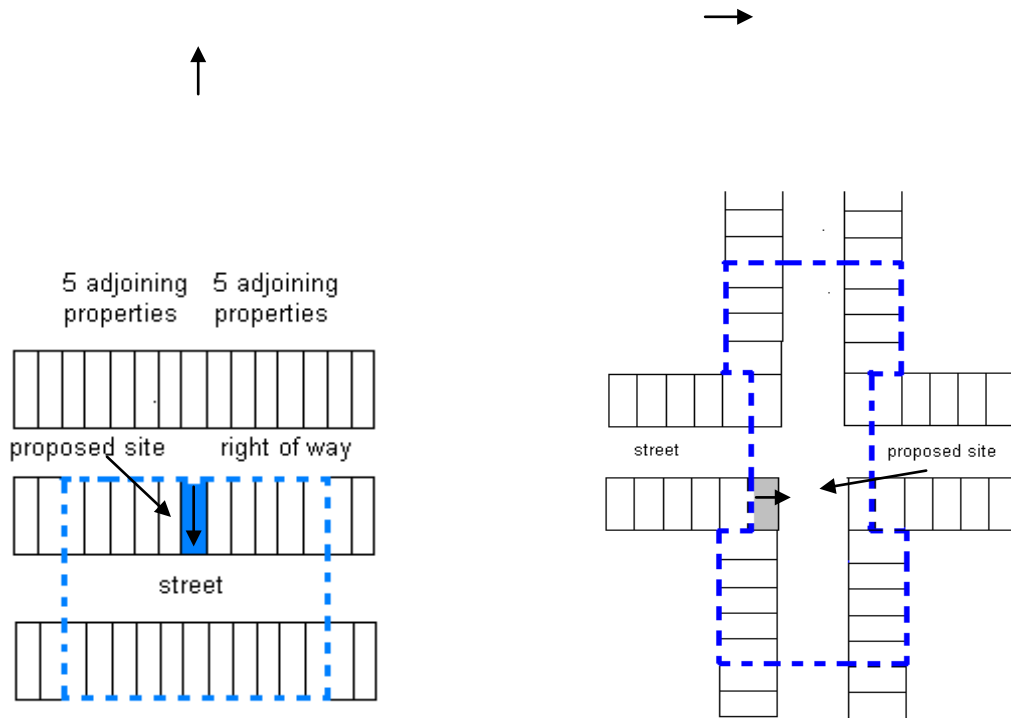 5 adjoining
properties
5 adjoining
properties
proposed site
right of way
street
street
proposed site